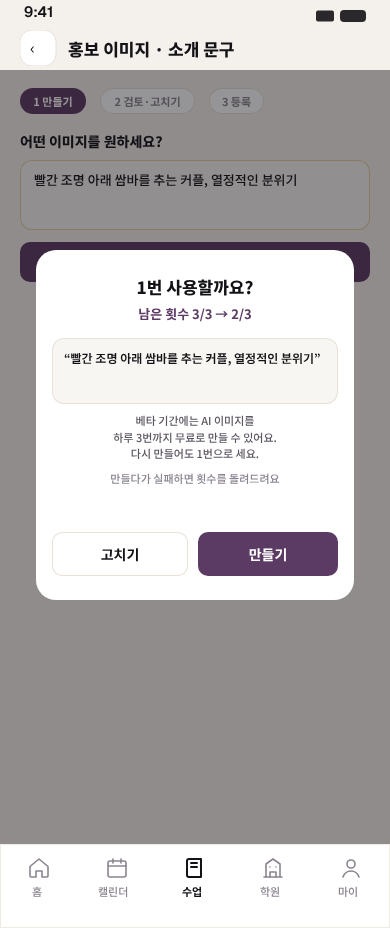 9:41
홍보 이미지 · 소개 문구
1 만들기
2 검토·고치기
3 등록
어떤 이미지를 원하세요?
빨간 조명 아래 쌈바를 추는 커플, 열정적인 분위기
1번 사용할까요?
남은 횟수 3/3 → 2/3
“빨간 조명 아래 쌈바를 추는 커플, 열정적인 분위기”
베타 기간에는 AI 이미지를
하루 3번까지 무료로 만들 수 있어요.
다시 만들어도 1번으로 세요.
만들다가 실패하면 횟수를 돌려드려요
고치기
만들기
홈
캘린더
수업
학원
마이